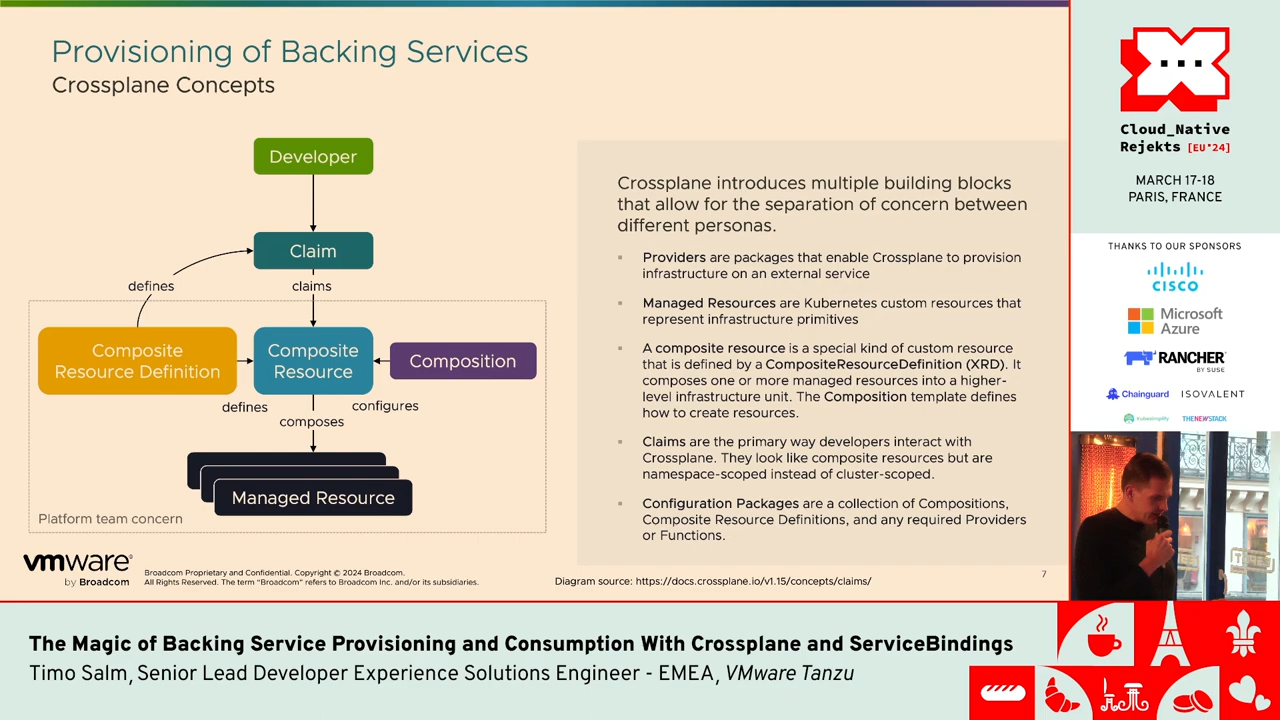 Provisioning of Backing Services
Crossplane Concepts
Developer
Claim
defines
claims
Composite
Resource Definition
Composite
Resource
Composition
defines
configures
composes
Managed Resource
Platform team concern
Crossplane introduces multiple building blocks
that allow for the separation of concern between
different personas.
▪ Providers are packages that enable Crossplane to provision
infrastructure on an external service
▪ Managed Resources are Kubernetes custom resources that
represent infrastructure primitives
▪ A composite resource is a special kind of custom resource
that is defined by a CompositeResourceDefinition (XRD). It
composes one or more managed resources into a higher-
level infrastructure unit. The Composition template defines
how to create resources.
▪ Claims are the primary way developers interact with
Crossplane. They look like composite resources but are
namespace-scoped instead of cluster-scoped.
▪ Configuration Packages are a collection of Compositions,
Composite Resource Definitions, and any required Providers
or Functions.
vmware®
by Broadcom
Broadcom Proprietary and Confidential. Copyright © 2024 Broadcom.
All Rights Reserved. The term “Broadcom” refers to Broadcom Inc. and/or its subsidiaries.
Diagram source: https://docs.crossplane.io/v1.15/concepts/claims/
7
Cloud_Native
Rejekts [EU'24]
MARCH 17-18
PARIS, FRANCE
THANKS TO OUR SPONSORS
CISCO
Microsoft
Azure
RANCHER
BY SUSE
Chainguard
ISOVALENT
Kubesimplify
THENEWSTACK
The Magic of Backing Service Provisioning and Consumption With Crossplane and ServiceBindings
Timo Salm, Senior Lead Developer Experience Solutions Engineer - EMEA, VMware Tanzu